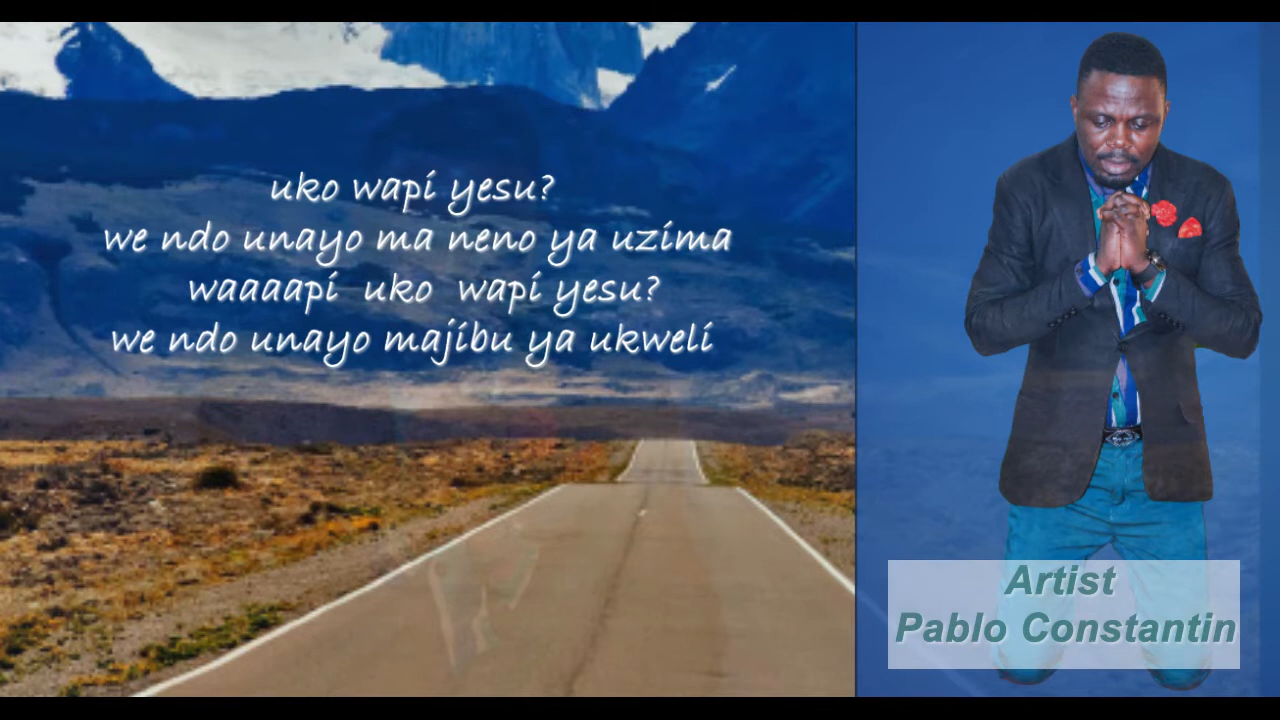 uko wapi yesu?
we ndo unayo ma neno ya uzima
waaaapi uko wapi yesu?
we ndo unayo majibu ya ukweli
Artist
Pablo Constantin